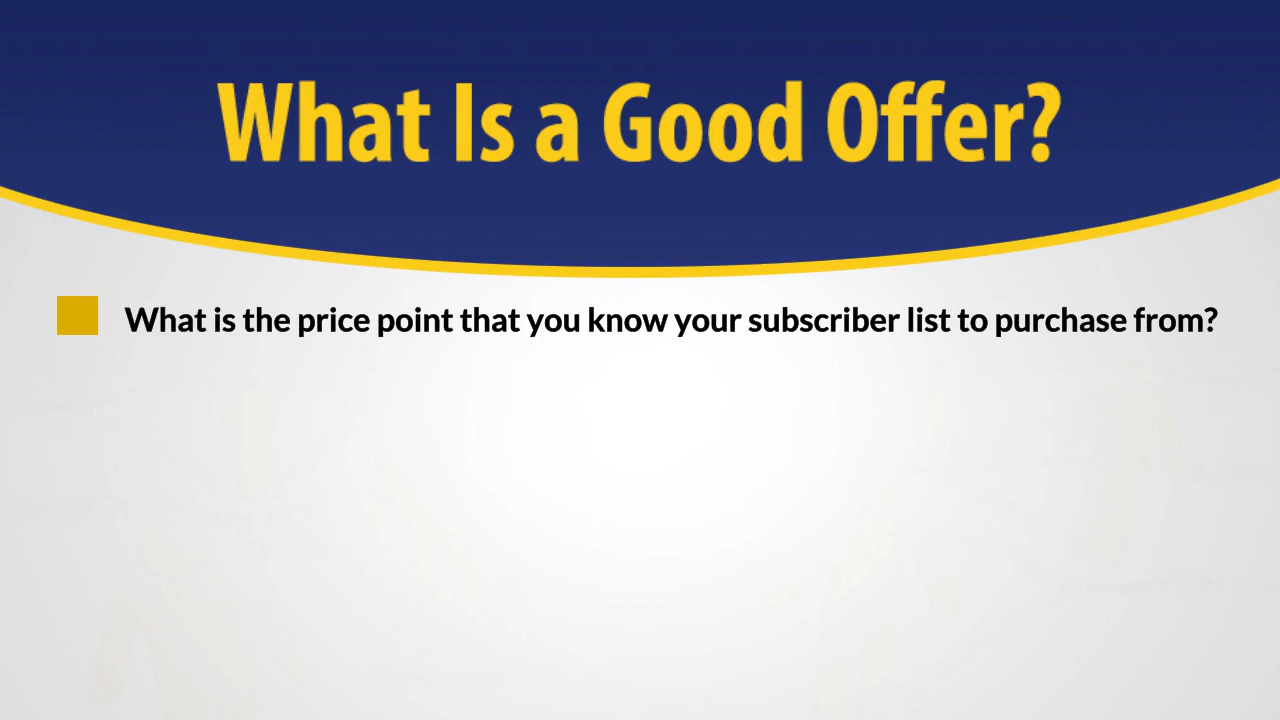 What Is a Good Offer?
What is the price point that you know your subscriber list to purchase from?